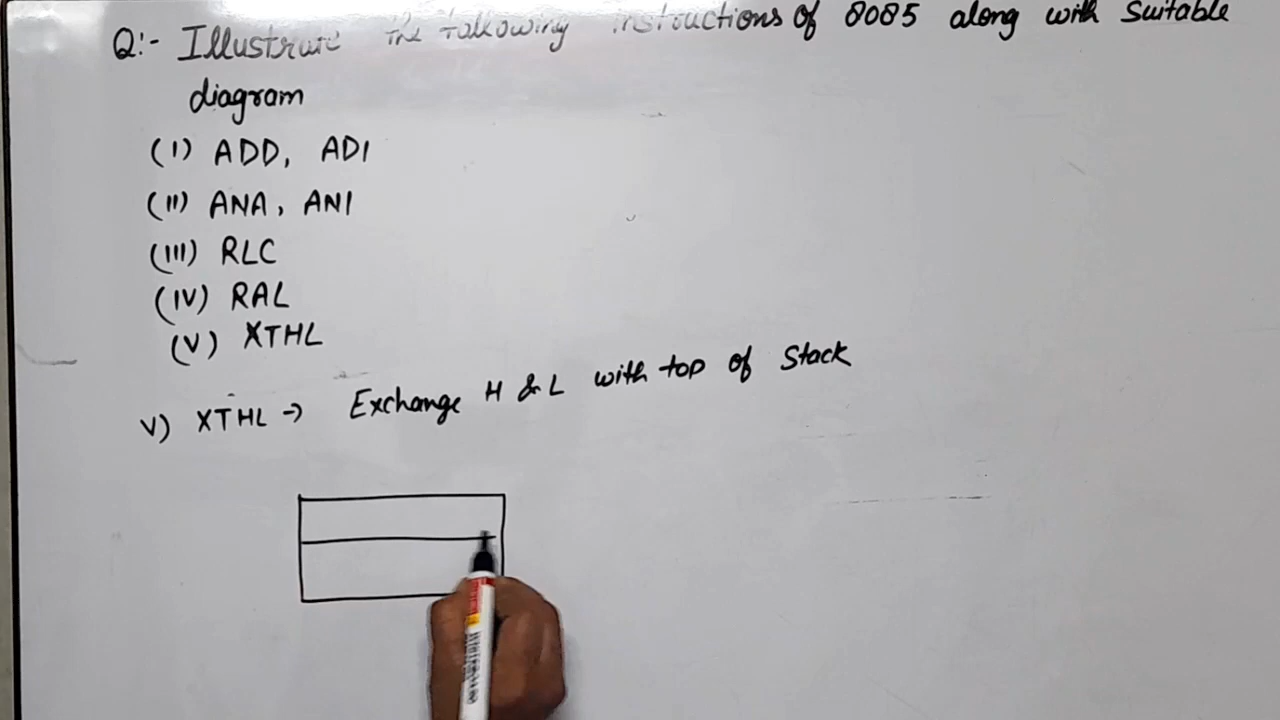 Q:- Illustrate the following instructions of 8085 along with Suitable
diagram
(I) ADD, ADI
(II) ANA, ANI
(III) RLC
(IV) RAL
(V) XTHL
V) XTHL → Exchange H & L with top of Stack